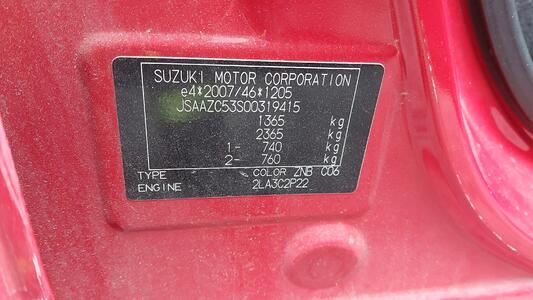 SUZUKI MOTOR CORPORATION
e4*2007/46*1205
JSAAZC53S00319415
1365 kg
2365 kg
1- 740 kg
2- 760 kg
TYPE COLOR ZNB C06
ENGINE 2LA3C2P22